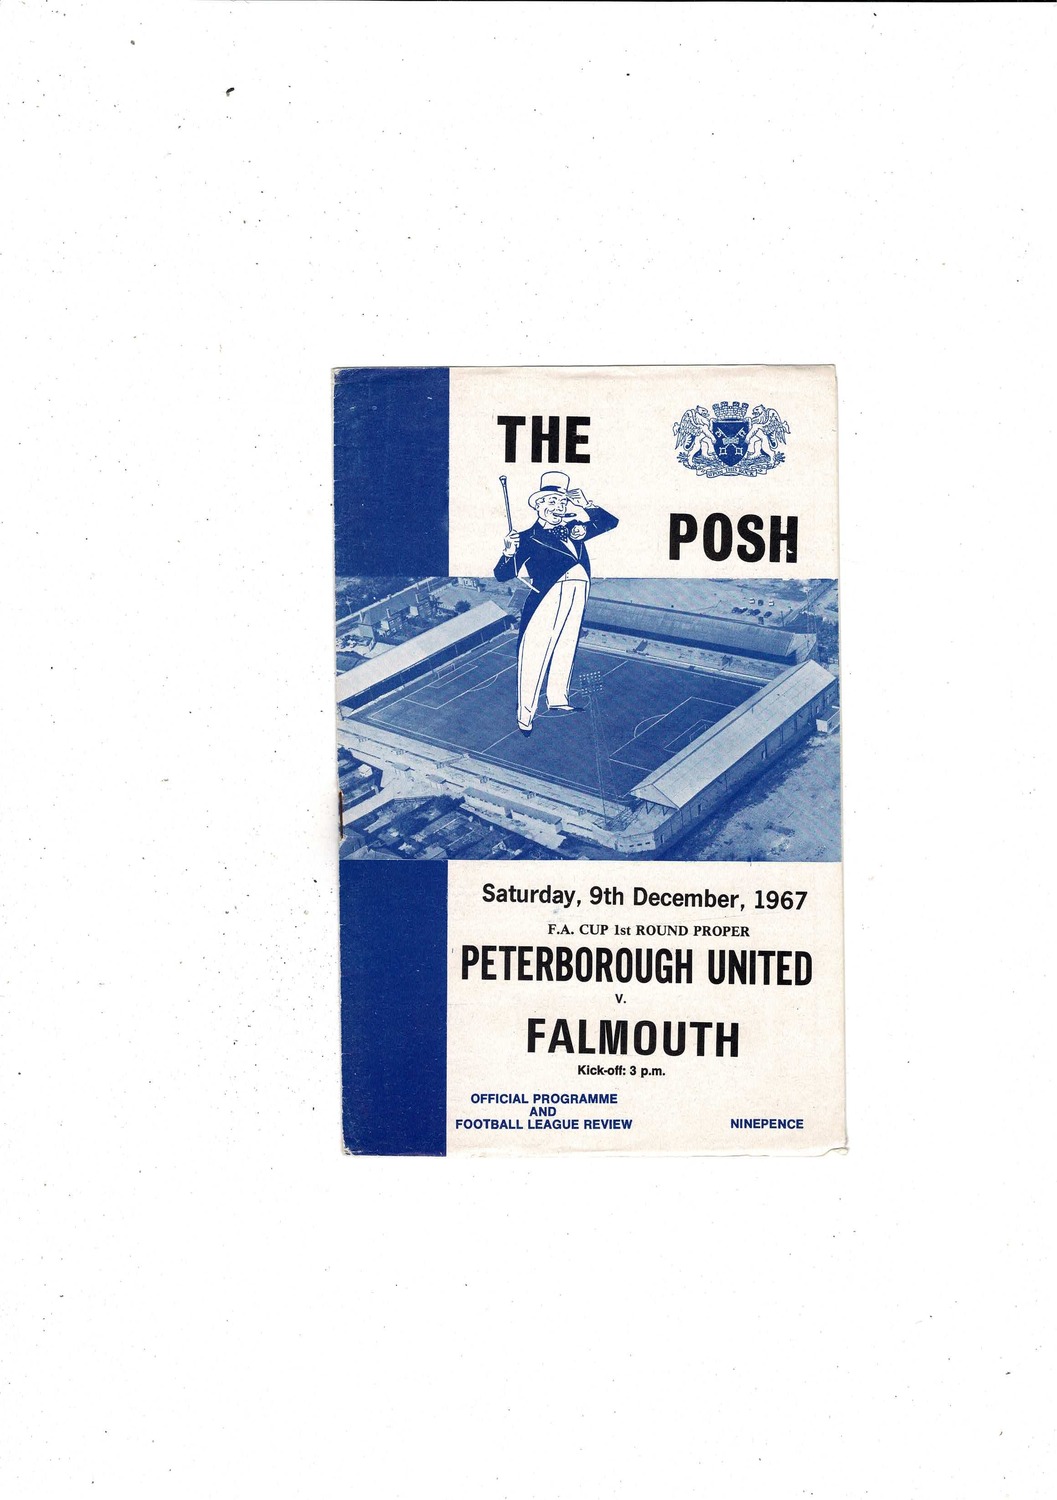 THE
POSH
Saturday, 9th December, 1967
F.A. CUP 1st ROUND PROPER
PETERBOROUGH UNITED
V.
FALMOUTH
Kick-off: 3 p.m.
OFFICIAL PROGRAMME
AND
FOOTBALL LEAGUE REVIEW
NINEPENCE